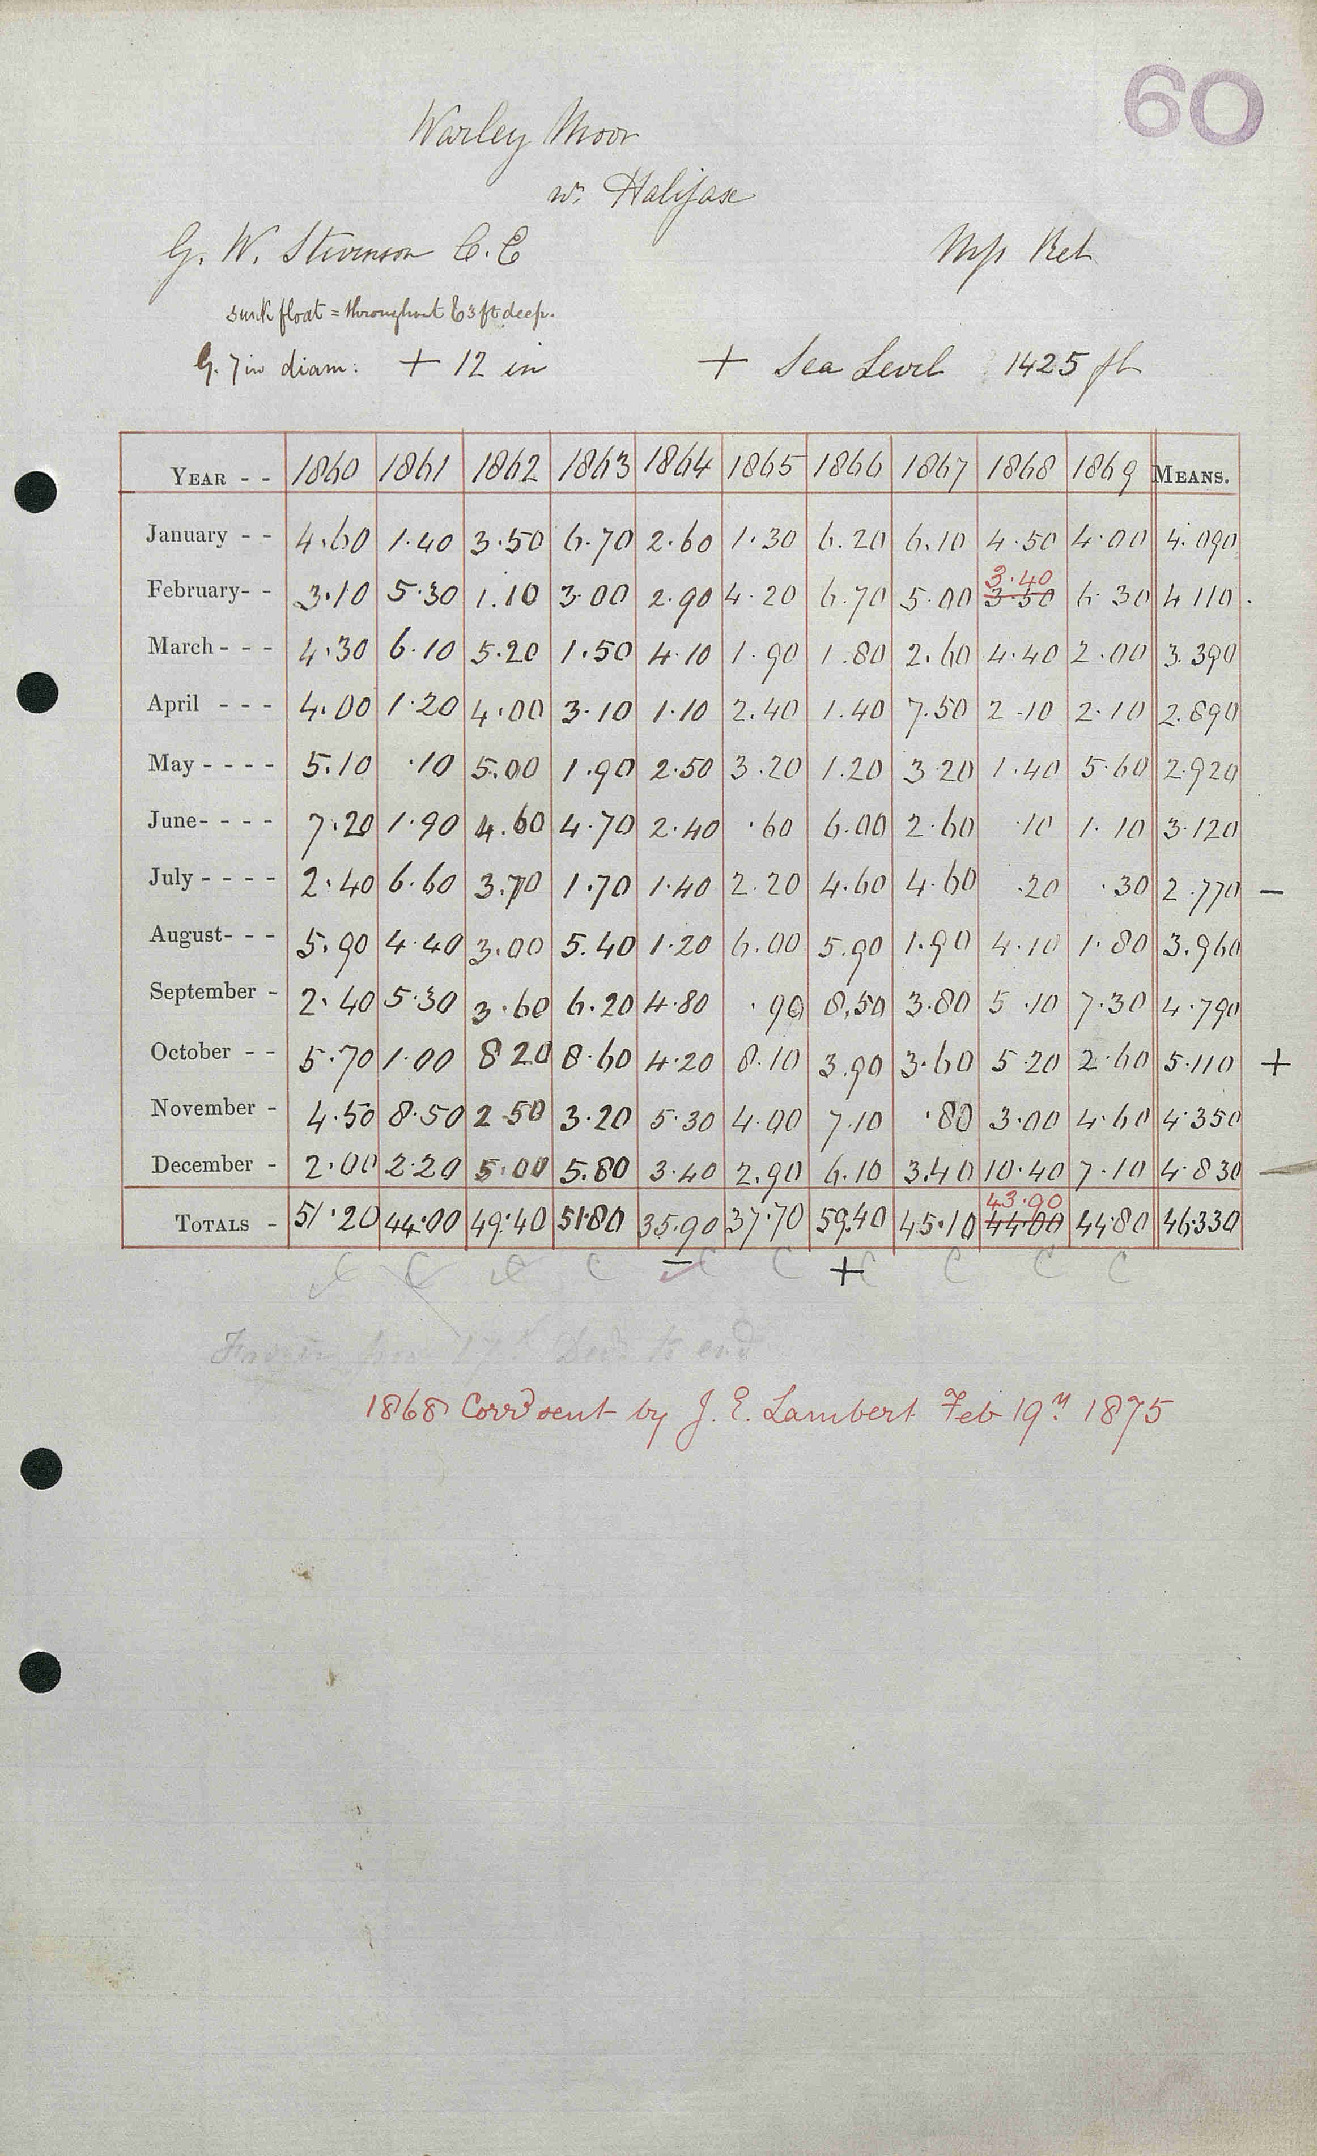 60
Warley Moor
w. Halifax
G. W. Stevenson C.E
Mp Ret
sunk float = throughout & 3 ft deep.
G. 7 in diam: + 12 in + Sea Level 1425 ft
YEAR - - 1860 1861 1862 1863 1864 1865 1866 1867 1868 1869 MEANS.
January - - 4.60 1.40 3.50 6.70 2.60 1.30 6.20 6.10 4.50 4.00 4.090
3.40
February- - 3.10 5.30 1.10 3.00 2.90 4.20 6.70 5.00 3.50 6.30 4.110
March - - - 4.30 6.10 5.20 1.50 4.10 1.90 1.80 2.60 4.40 2.00 3.390
April - - - 4.00 1.20 4.00 3.10 1.10 2.40 1.40 7.50 2.10 2.10 2.890
May - - - - 5.10 .10 5.00 1.90 2.50 3.20 1.20 3.20 1.40 5.60 2.920
June- - - - 7.20 1.90 4.60 4.70 2.40 .60 6.00 2.60 .10 1.10 3.120
July - - - - 2.40 6.60 3.70 1.70 1.40 2.20 4.60 4.60 .20 .30 2.770 –
August- - - 5.90 4.40 3.00 5.40 1.20 6.00 5.90 1.90 4.10 1.80 3.960
September - 2.40 5.30 3.60 6.20 4.80 .90 8.50 3.80 5.10 7.30 4.790
October - - 5.70 1.00 8.20 8.60 4.20 8.10 3.90 3.60 5.20 2.60 5.110 +
November - 4.50 8.50 2.50 3.20 5.30 4.00 7.10 .80 3.00 4.60 4.350
December - 2.00 2.20 5.00 5.80 3.40 2.90 6.10 3.40 10.40 7.10 4.830
43.90
TOTALS - 51.20 44.00 49.40 51.80 35.90 37.70 59.40 45.10 44.00 44.80 46.330
C C C C – C C + C C C C
Frozen from 17th Decr to end
1868 Corrd sent by J. E. Lambert Feb 19th 1875